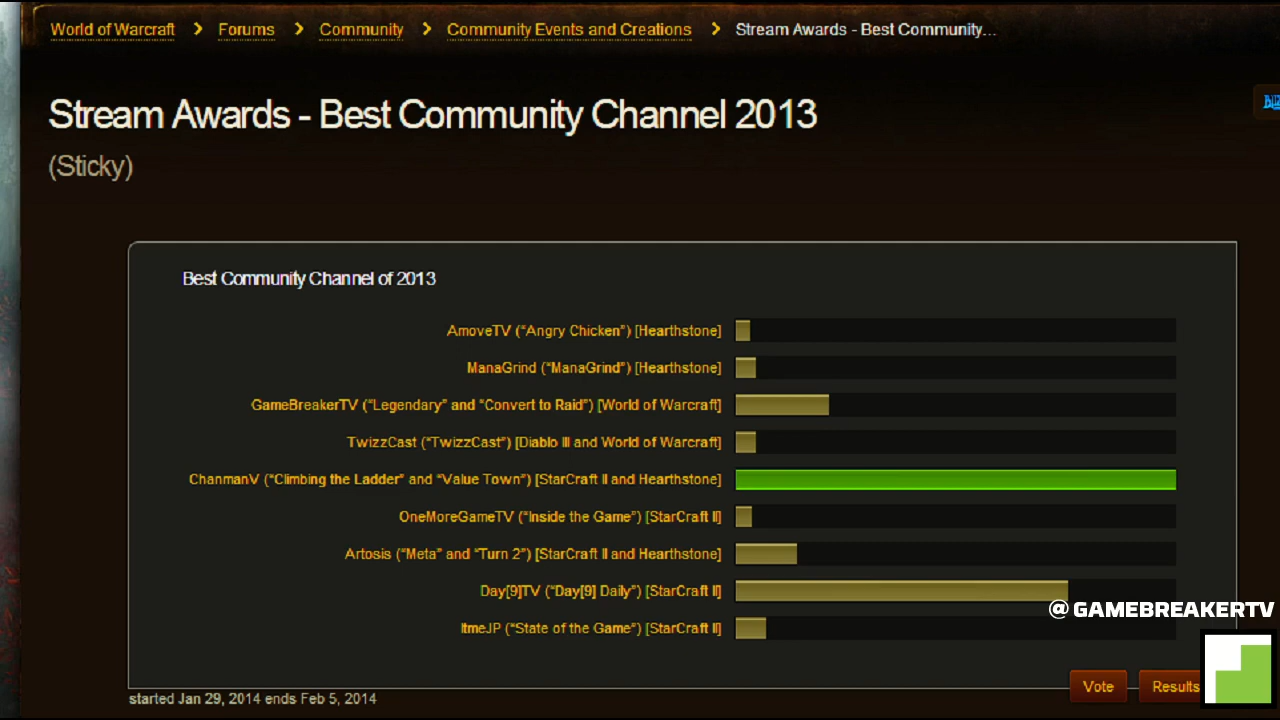 World of Warcraft > Forums > Community > Community Events and Creations > Stream Awards - Best Community...
Stream Awards - Best Community Channel 2013
(Sticky)
Best Community Channel of 2013
AmoveTV ("Angry Chicken") [Hearthstone]
ManaGrind ("ManaGrind") [Hearthstone]
GameBreakerTV ("Legendary" and "Convert to Raid") [World of Warcraft]
TwizzCast ("TwizzCast") [Diablo III and World of Warcraft]
ChanmanV ("Climbing the Ladder" and "Value Town") [StarCraft II and Hearthstone]
OneMoreGameTV ("Inside the Game") [StarCraft II]
Artosis ("Meta" and "Turn 2") [StarCraft II and Hearthstone]
Day[9]TV ("Day[9] Daily") [StarCraft II]
@GAMEBREAKERTV
ItmeJP ("State of the Game") [StarCraft II]
Vote Results
started Jan 29, 2014 ends Feb 5, 2014